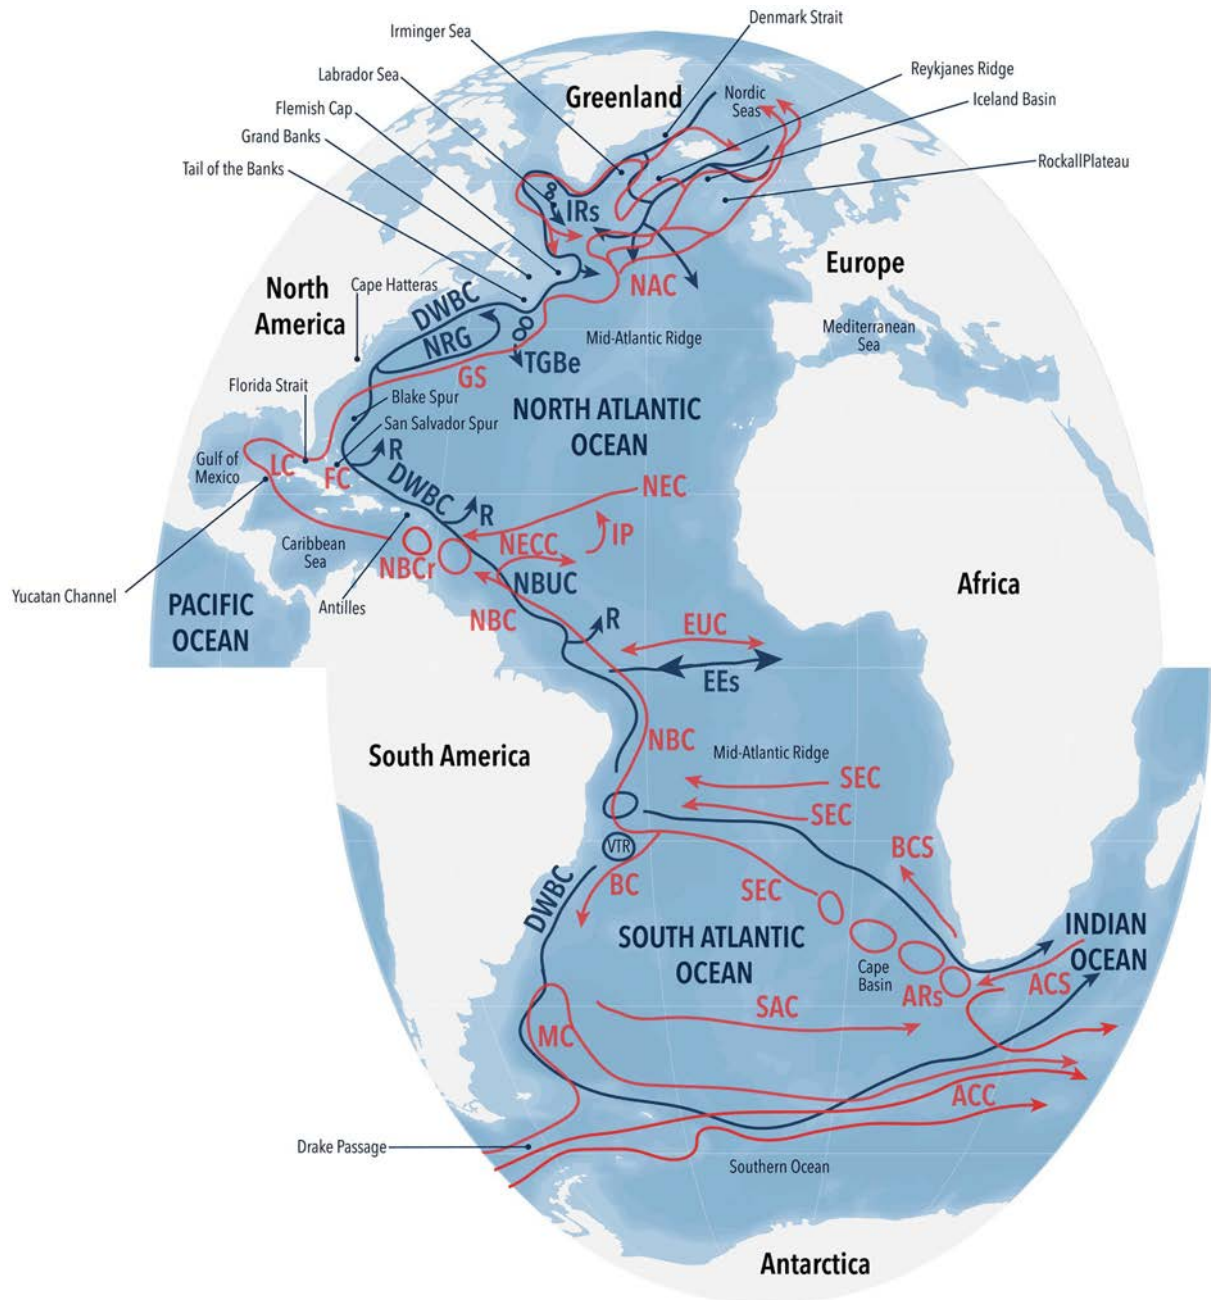 Denmark Strait
Irminger Sea
Reykjanes Ridge
Labrador Sea
Nordic
Seas
Greenland
Iceland Basin
Flemish Cap
Grand Banks
RockallPlateau
Tail of the Banks
IRs
Europe
North
America
Cape Hatteras
NAC
DWBC
Mediterranean
Sea
Mid-Atlantic Ridge
NRG
TGBe
GS
Florida Strait
Blake Spur
NORTH ATLANTIC
OCEAN
San Salvador Spur
R
Gulf of
Mexico
LC
FC
DWBC
NEC
R
Caribbean
Sea
NECC
IP
NBCr
NBUC
Africa
Yucatan Channel
PACIFIC
OCEAN
Antilles
NBC
R
EUC
EEs
NBC
Mid-Atlantic Ridge
South America
SEC
SEC
VTR
BCS
BC
SEC
DWBC
SOUTH ATLANTIC
OCEAN
INDIAN
OCEAN
Cape
Basin
ARs
ACS
SAC
MC
ACC
Drake Passage
Southern Ocean
Antarctica